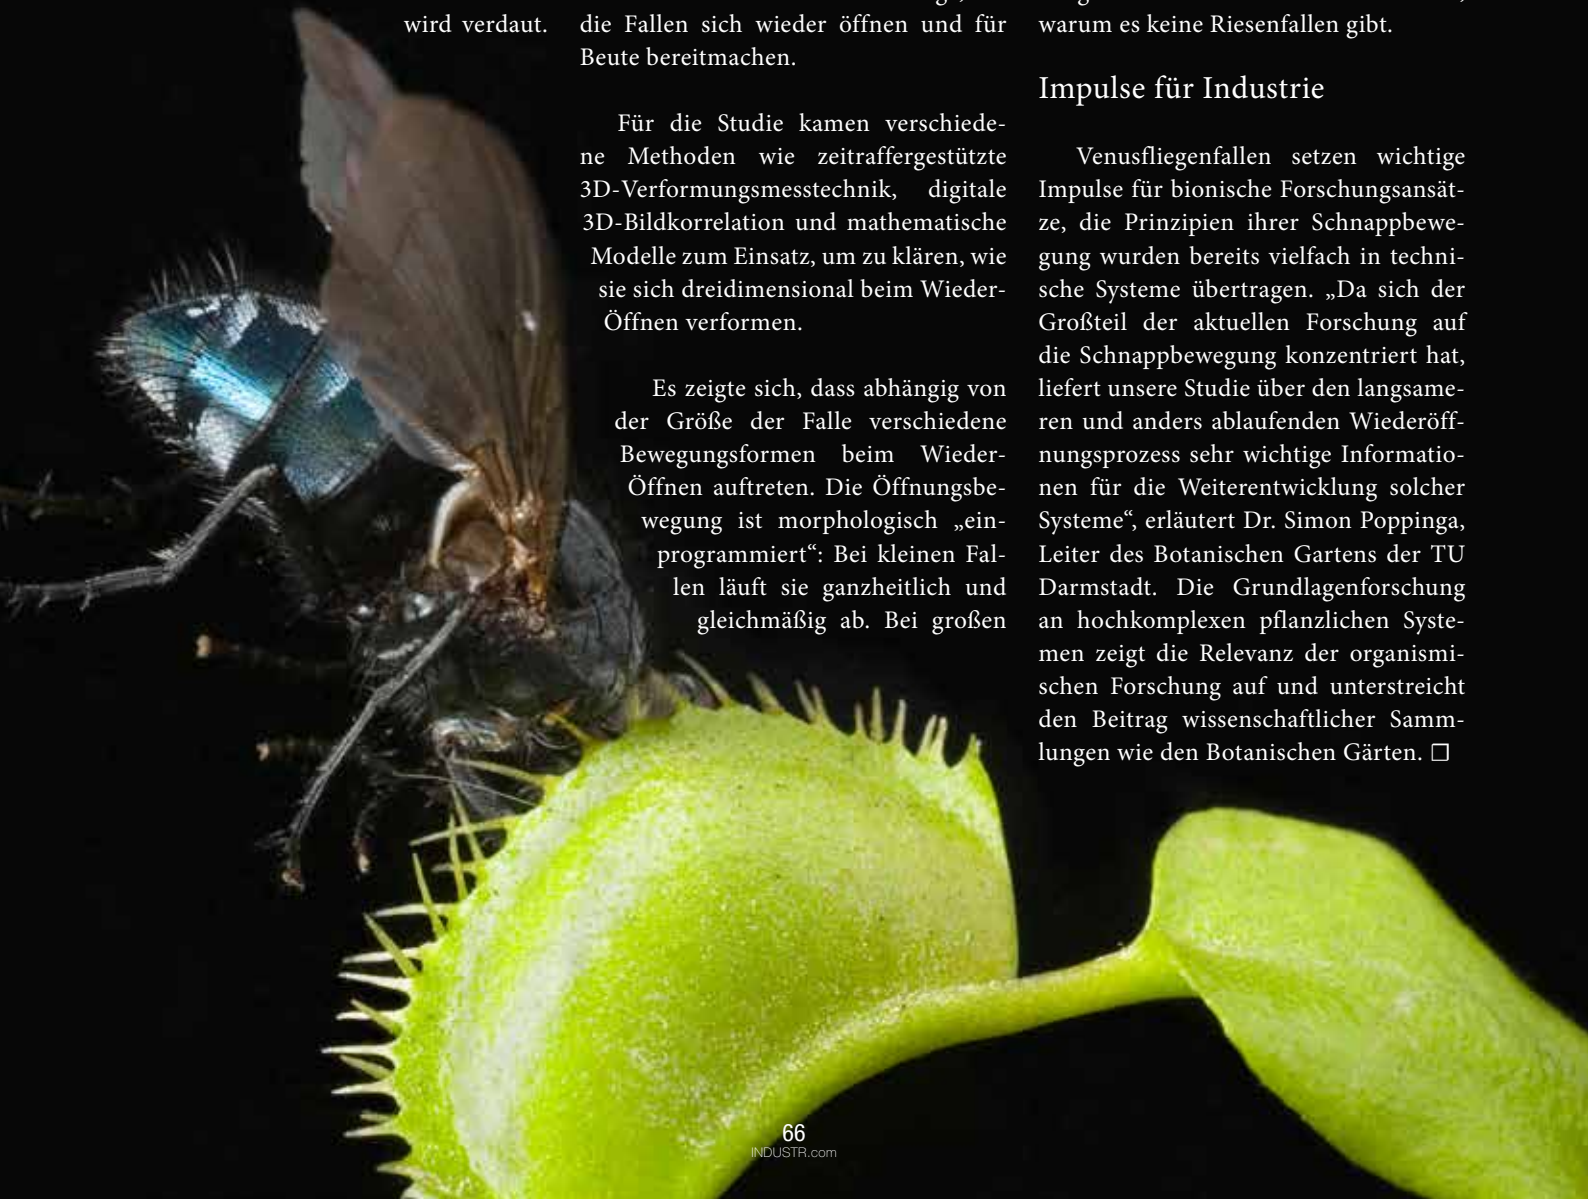 wird verdaut.
die Fallen sich wieder öffnen und für
Beute bereitmachen.
Für die Studie kamen verschiede-
ne Methoden wie zeitraffergestützte
3D-Verformungsmesstechnik, digitale
3D-Bildkorrelation und mathematische
Modelle zum Einsatz, um zu klären, wie
sie sich dreidimensional beim Wieder-
Öffnen verformen.
Es zeigte sich, dass abhängig von
der Größe der Falle verschiedene
Bewegungsformen beim Wieder-
Öffnen auftreten. Die Öffnungsbe-
wegung ist morphologisch „ein-
programmiert“: Bei kleinen Fal-
len läuft sie ganzheitlich und
gleichmäßig ab. Bei großen
warum es keine Riesenfallen gibt.
Impulse für Industrie
Venusfliegenfallen setzen wichtige
Impulse für bionische Forschungsansät-
ze, die Prinzipien ihrer Schnappbewe-
gung wurden bereits vielfach in techni-
sche Systeme übertragen. „Da sich der
Großteil der aktuellen Forschung auf
die Schnappbewegung konzentriert hat,
liefert unsere Studie über den langsame-
ren und anders ablaufenden Wiederöff-
nungsprozess sehr wichtige Informatio-
nen für die Weiterentwicklung solcher
Systeme“, erläutert Dr. Simon Poppinga,
Leiter des Botanischen Gartens der TU
Darmstadt. Die Grundlagenforschung
an hochkomplexen pflanzlichen Syste-
men zeigt die Relevanz der organismi-
schen Forschung auf und unterstreicht
den Beitrag wissenschaftlicher Samm-
lungen wie den Botanischen Gärten. ❒
66
INDUSTR.com